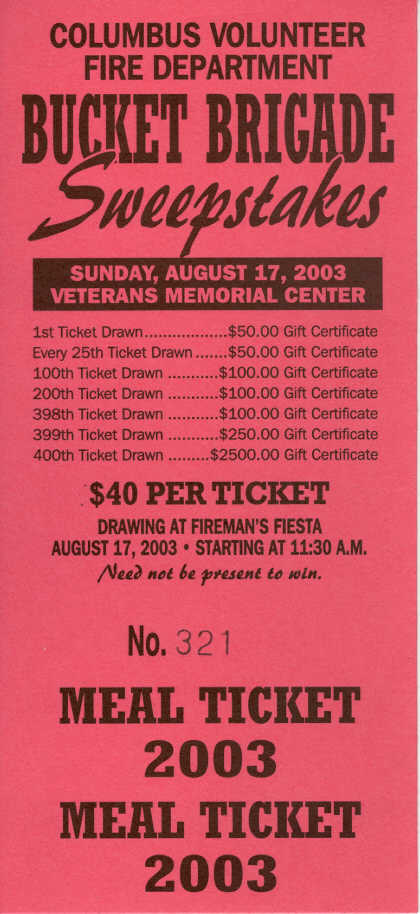 COLUMBUS VOLUNTEER
FIRE DEPARTMENT
BUCKET BRIGADE
Sweepstakes
SUNDAY, AUGUST 17, 2003
VETERANS MEMORIAL CENTER
1st Ticket Drawn..................$50.00 Gift Certificate
Every 25th Ticket Drawn.......$50.00 Gift Certificate
100th Ticket Drawn ...........$100.00 Gift Certificate
200th Ticket Drawn ...........$100.00 Gift Certificate
398th Ticket Drawn ...........$100.00 Gift Certificate
399th Ticket Drawn ...........$250.00 Gift Certificate
400th Ticket Drawn .........$2500.00 Gift Certificate
$40 PER TICKET
DRAWING AT FIREMAN'S FIESTA
AUGUST 17, 2003 • STARTING AT 11:30 A.M.
Need not be present to win.
No. 321
MEAL TICKET
2003
MEAL TICKET
2003